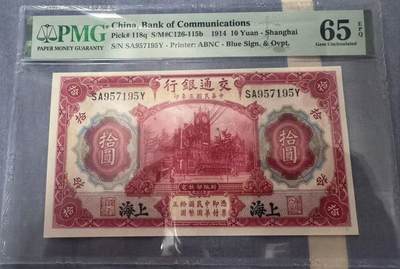 PMG
PAPER MONEY GUARANTY
China, Bank of Communications
Pick# 118q S/M#C126-115b 1914 10 Yuan - Shanghai
S/N SA957195Y - Printer: ABNC - Blue Sign. & Ovpt.
65 EPQ
Gem Uncirculated
行銀通交
SA957195Y SA957195Y
拾 拾
圓 圓
海上 海上